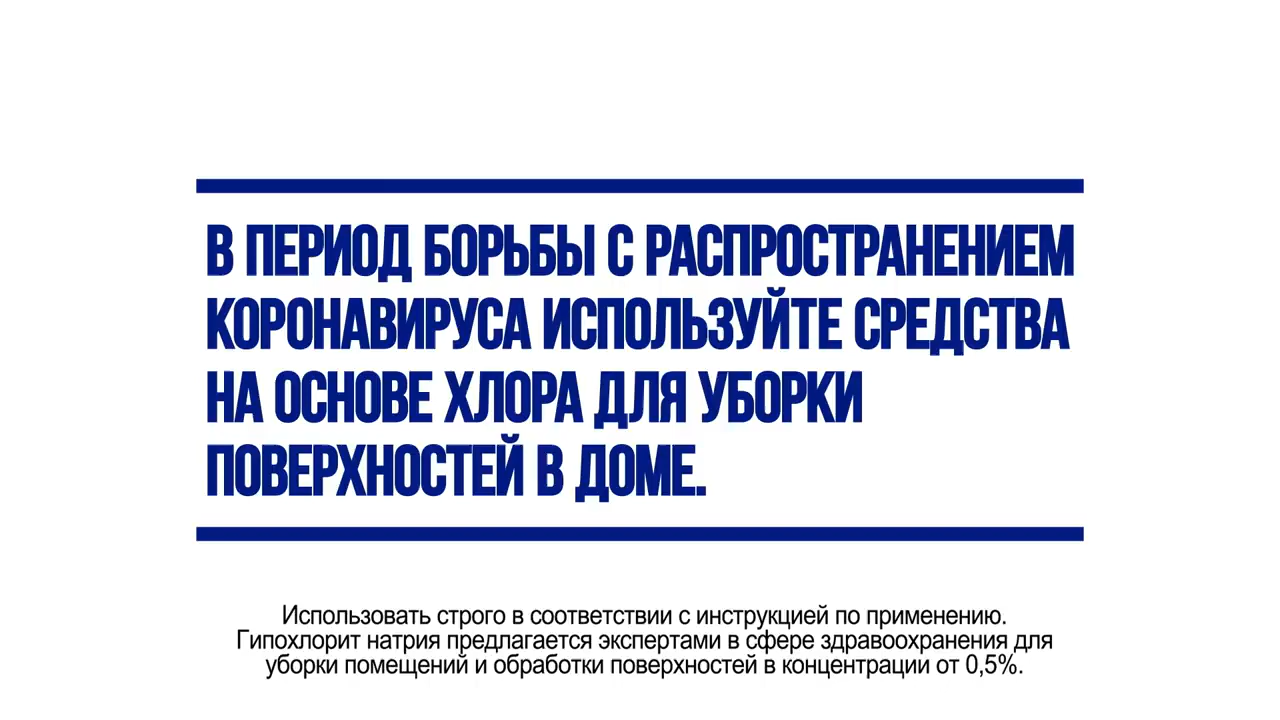 В ПЕРИОД БОРЬБЫ С РАСПРОСТРАНЕНИЕМ
КОРОНАВИРУСА ИСПОЛЬЗУЙТЕ СРЕДСТВА
НА ОСНОВЕ ХЛОРА ДЛЯ УБОРКИ
ПОВЕРХНОСТЕЙ В ДОМЕ.
Использовать строго в соответствии с инструкцией по применению.
Гипохлорит натрия предлагается экспертами в сфере здравоохранения для
уборки помещений и обработки поверхностей в концентрации от 0,5%.